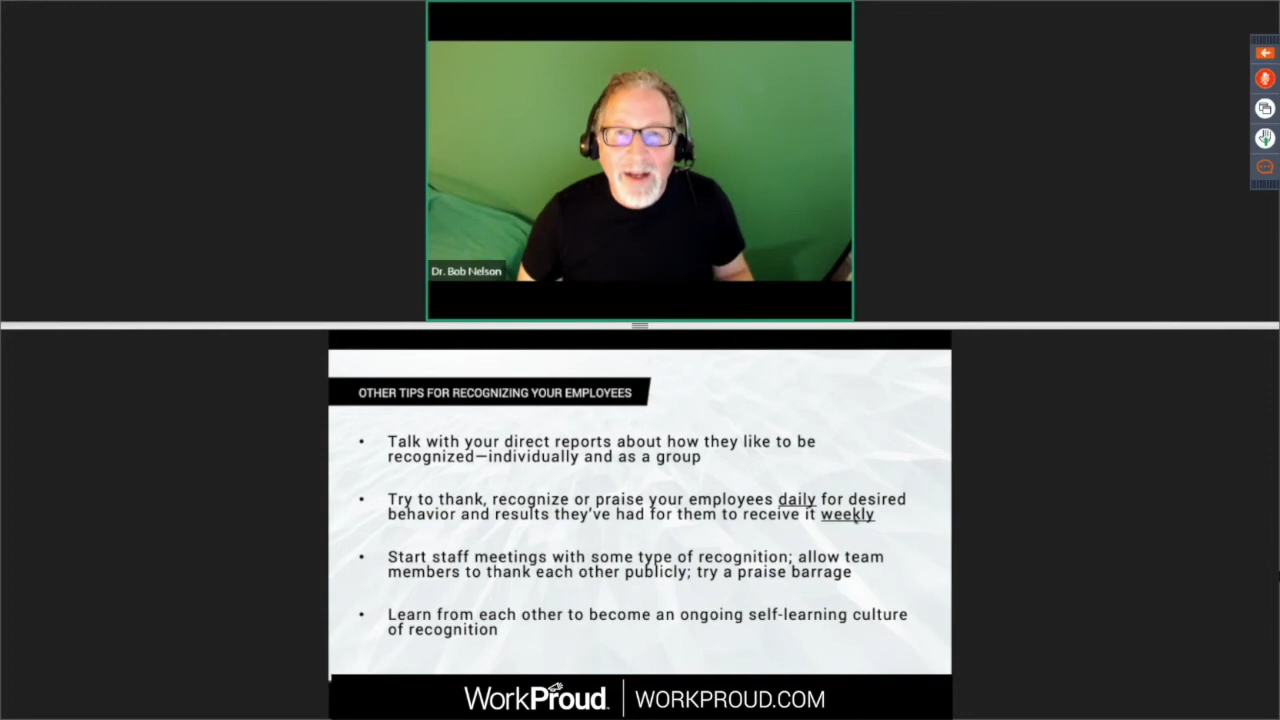 Dr. Bob Nelson
OTHER TIPS FOR RECOGNIZING YOUR EMPLOYEES
• Talk with your direct reports about how they like to be
recognized—individually and as a group
• Try to thank, recognize or praise your employees daily for desired
behavior and results they've had for them to receive it weekly
• Start staff meetings with some type of recognition; allow team
members to thank each other publicly; try a praise barrage
• Learn from each other to become an ongoing self-learning culture
of recognition
WorkProud. | WORKPROUD.COM